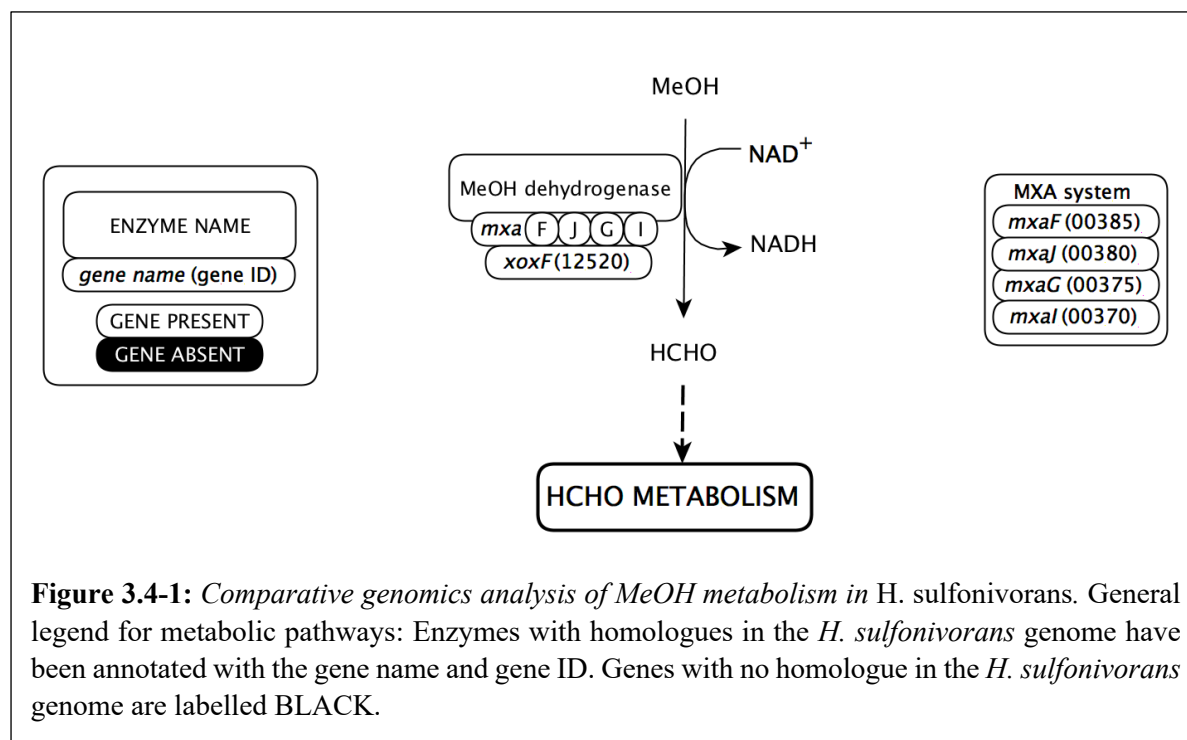 MeOH
NAD+
MeOH dehydrogenase
mxa F J G I
xoxF(12520)
NADH
HCHO
HCHO METABOLISM
ENZYME NAME
gene name (gene ID)
GENE PRESENT
GENE ABSENT
MXA system
mxaF (00385)
mxaJ (00380)
mxaG (00375)
mxaI (00370)
Figure 3.4-1: Comparative genomics analysis of MeOH metabolism in H. sulfonivorans. General
legend for metabolic pathways: Enzymes with homologues in the H. sulfonivorans genome have
been annotated with the gene name and gene ID. Genes with no homologue in the H. sulfonivorans
genome are labelled BLACK.